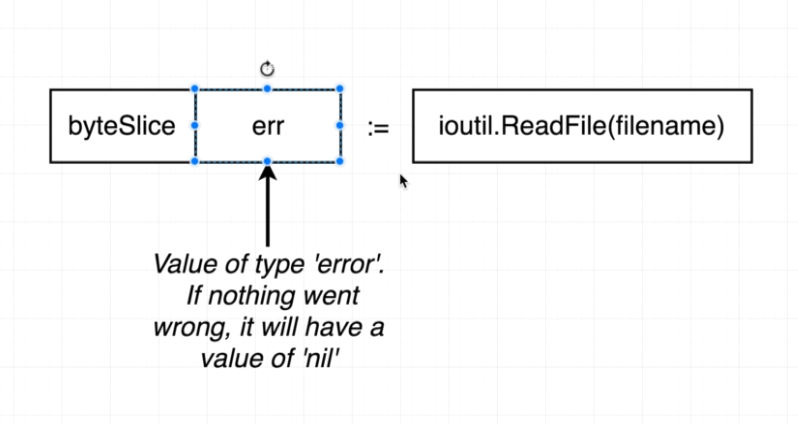 byteSlice err := ioutil.ReadFile(filename)
Value of type 'error'.
If nothing went
wrong, it will have a
value of 'nil'